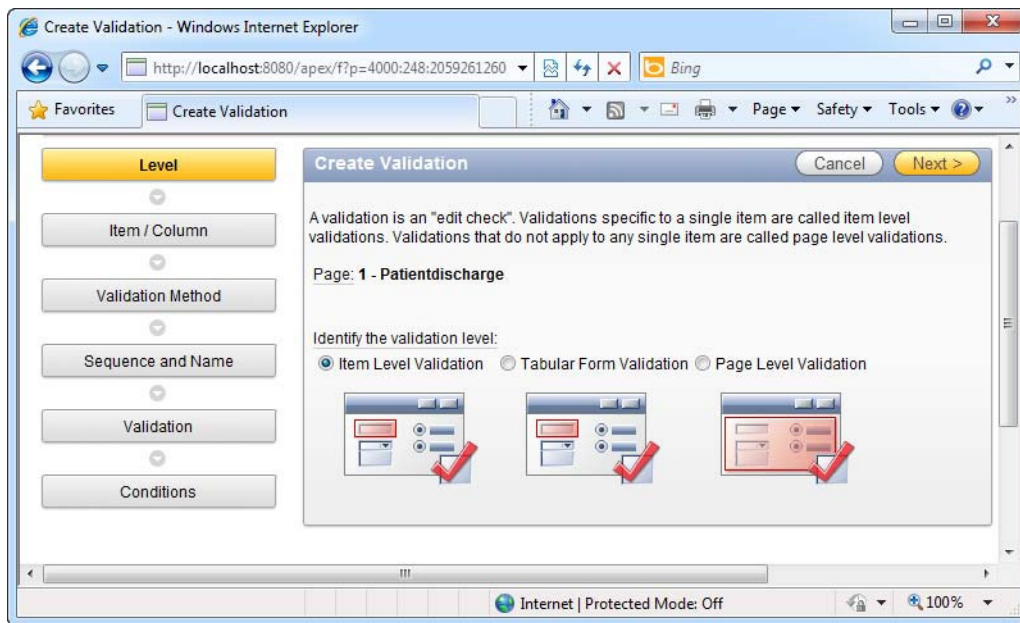 Create Validation - Windows Internet Explorer
http://localhost:8080/apex/f?p=4000:248:2059261260
Bing
Favorites
Create Validation
Page
Safety
Tools
Level
Item / Column
Validation Method
Sequence and Name
Validation
Conditions
Create Validation
Cancel
Next >
A validation is an "edit check". Validations specific to a single item are called item level
validations. Validations that do not apply to any single item are called page level validations.
Page: 1 - Patientdischarge
Identify the validation level:
Item Level Validation
Tabular Form Validation
Page Level Validation
Internet | Protected Mode: Off
100%